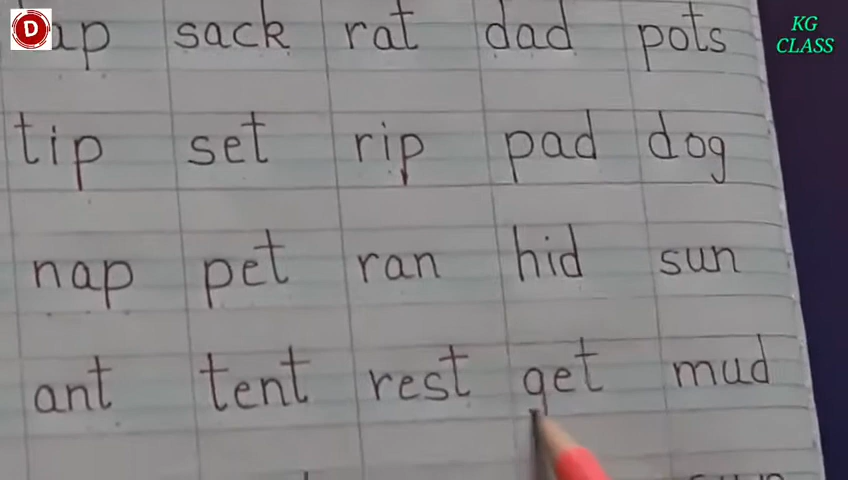 D
KG
CLASS
sack rat dad pots
tip set rip pad dog
nap pet ran hid sun
ant tent rest get mud